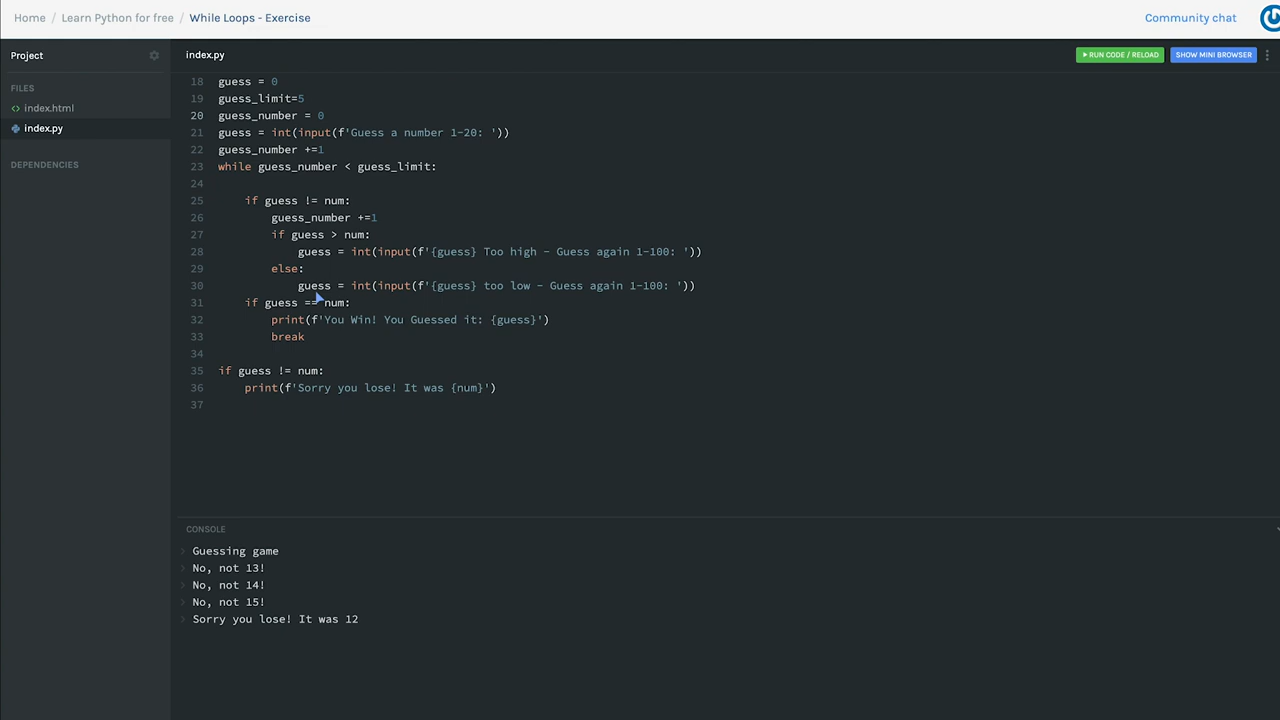 Home / Learn Python for free / While Loops - Exercise
Community chat
Project
index.py
RUN CODE / RELOAD
SHOW MINI BROWSER
FILES
index.html
index.py
DEPENDENCIES
18 guess = 0
19 guess_limit=5
20 guess_number = 0
21 guess = int(input(f'Guess a number 1-20: '))
22 guess_number +=1
23 while guess_number < guess_limit:
24
25 if guess != num:
26 guess_number +=1
27 if guess > num:
28 guess = int(input(f'{guess} Too high - Guess again 1-100: '))
29 else:
30 guess = int(input(f'{guess} too low - Guess again 1-100: '))
31 if guess == num:
32 print(f'You Win! You Guessed it: {guess}')
33 break
34
35 if guess != num:
36 print(f'Sorry you lose! It was {num}')
37
CONSOLE
Guessing game
No, not 13!
No, not 14!
No, not 15!
Sorry you lose! It was 12